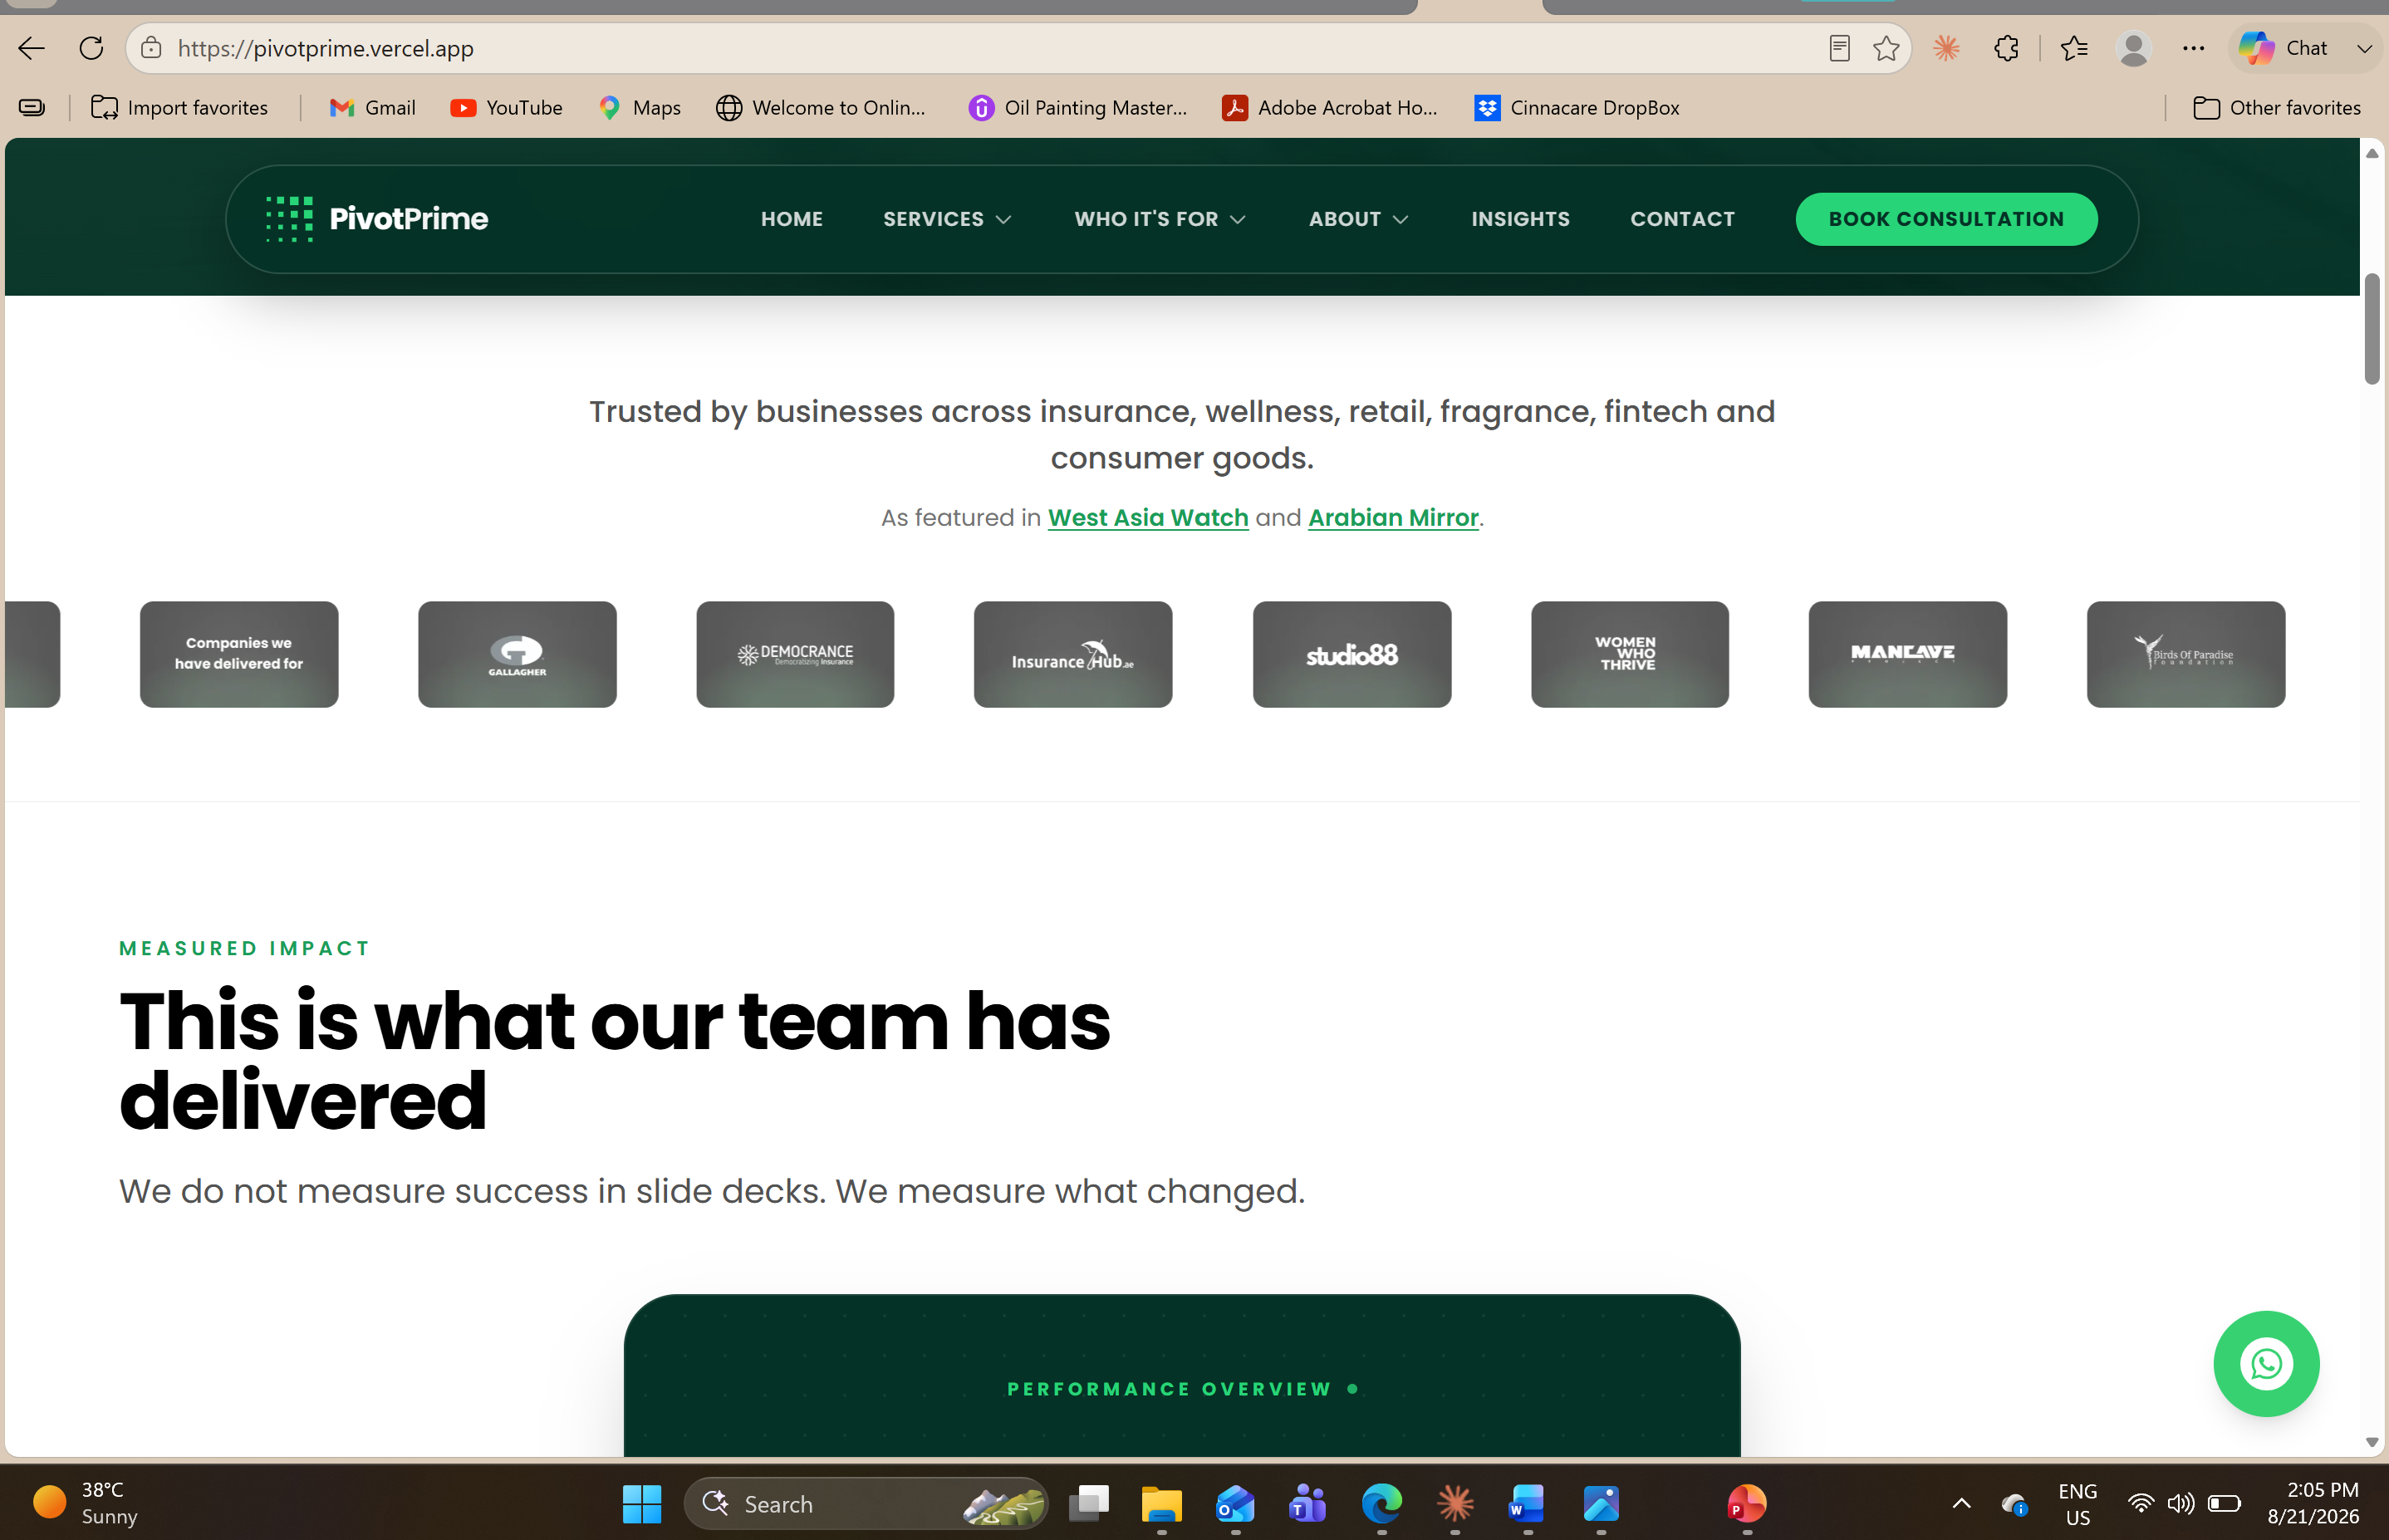 https://pivotprime.vercel.app
Chat
Import favorites
Gmail
YouTube
Maps
Welcome to Onlin...
Oil Painting Master...
Adobe Acrobat Ho...
Cinnacare DropBox
Other favorites
PivotPrime
HOME
SERVICES
WHO IT'S FOR
ABOUT
INSIGHTS
CONTACT
BOOK CONSULTATION
Trusted by businesses across insurance, wellness, retail, fragrance, fintech and
consumer goods.
As featured in West Asia Watch and Arabian Mirror.
Companies we
have delivered for
GALLAGHER
DEMOCRANCE
Democratizing Insurance
InsuranceHub.ae
studio88
WOMEN
WHO
THRIVE
MANCAVE
PROJECT
Birds Of Paradise
foundation
MEASURED IMPACT
This is what our team has
delivered
We do not measure success in slide decks. We measure what changed.
PERFORMANCE OVERVIEW
38°C
Sunny
Search
ENG
US
2:05 PM
8/21/2026